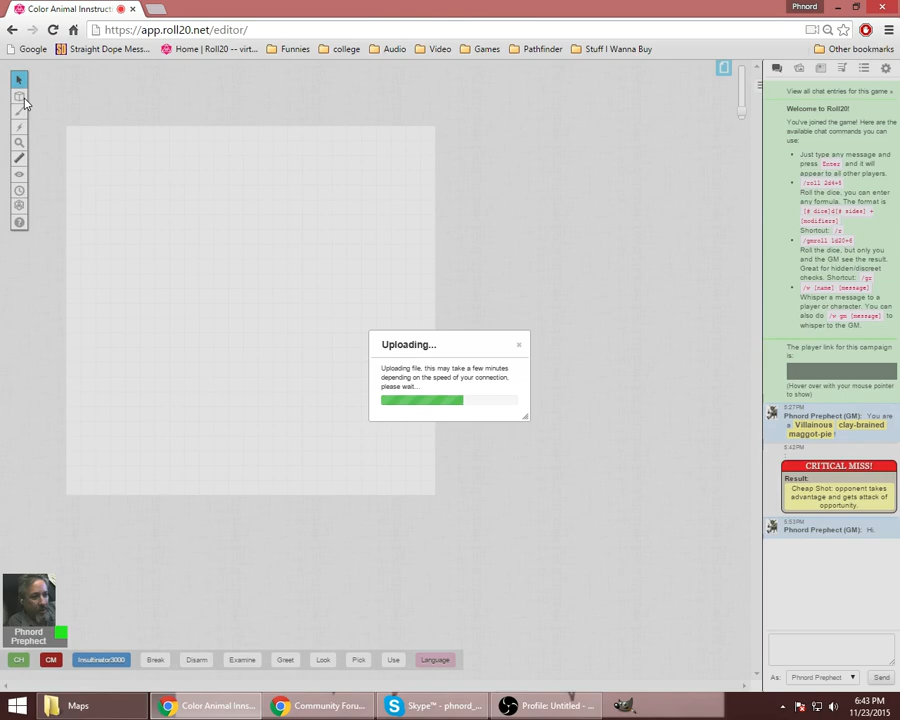 Color Animal Innstructi
Phnord
https://app.roll20.net/editor/
Google
Straight Dope Mess...
Home | Roll20 -- virt...
Funnies
college
Audio
Video
Games
Pathfinder
Stuff I Wanna Buy
Other bookmarks
View all chat entries for this game »
Welcome to Roll20!
You've joined the game! Here are the
available chat commands you can
use:
Just type any message and
press Enter and it will
appear to all other players.
/roll 2d4+5
Roll the dice, you can enter
any formula. The format is
[# dice]d[# sides] +
[modifiers]
Shortcut: /r
/gmroll 1d20+6
Roll the dice, but only you
and the GM see the result.
Great for hidden/discreet
checks. Shortcut: /gr
/w [name] [message]
Whisper a message to a
player or character. You can
also do /w gm [message] to
whisper to the GM.
The player link for this campaign
is:
(Hover over with your mouse pointer
to show)
Uploading...
Uploading file, this may take a few minutes
depending on the speed of your connection,
please wait...
Phnord Prephect (GM): You are
a Villainous clay-brained
maggot-pie!
CRITICAL MISS!
Result:
Cheap Shot: opponent takes
advantage and gets attack of
opportunity.
Phnord Prephect (GM): Hi.
Phnord
Prephect
CH
CM
Insultinator3000
Break
Disarm
Examine
Greet
Look
Pick
Use
Language
As: Phnord Prephect
Send
Maps
Color Animal Inns...
Community Foru...
Skype™ - phnord_...
Profile: Untitled - ...
6:43 PM
11/23/2015